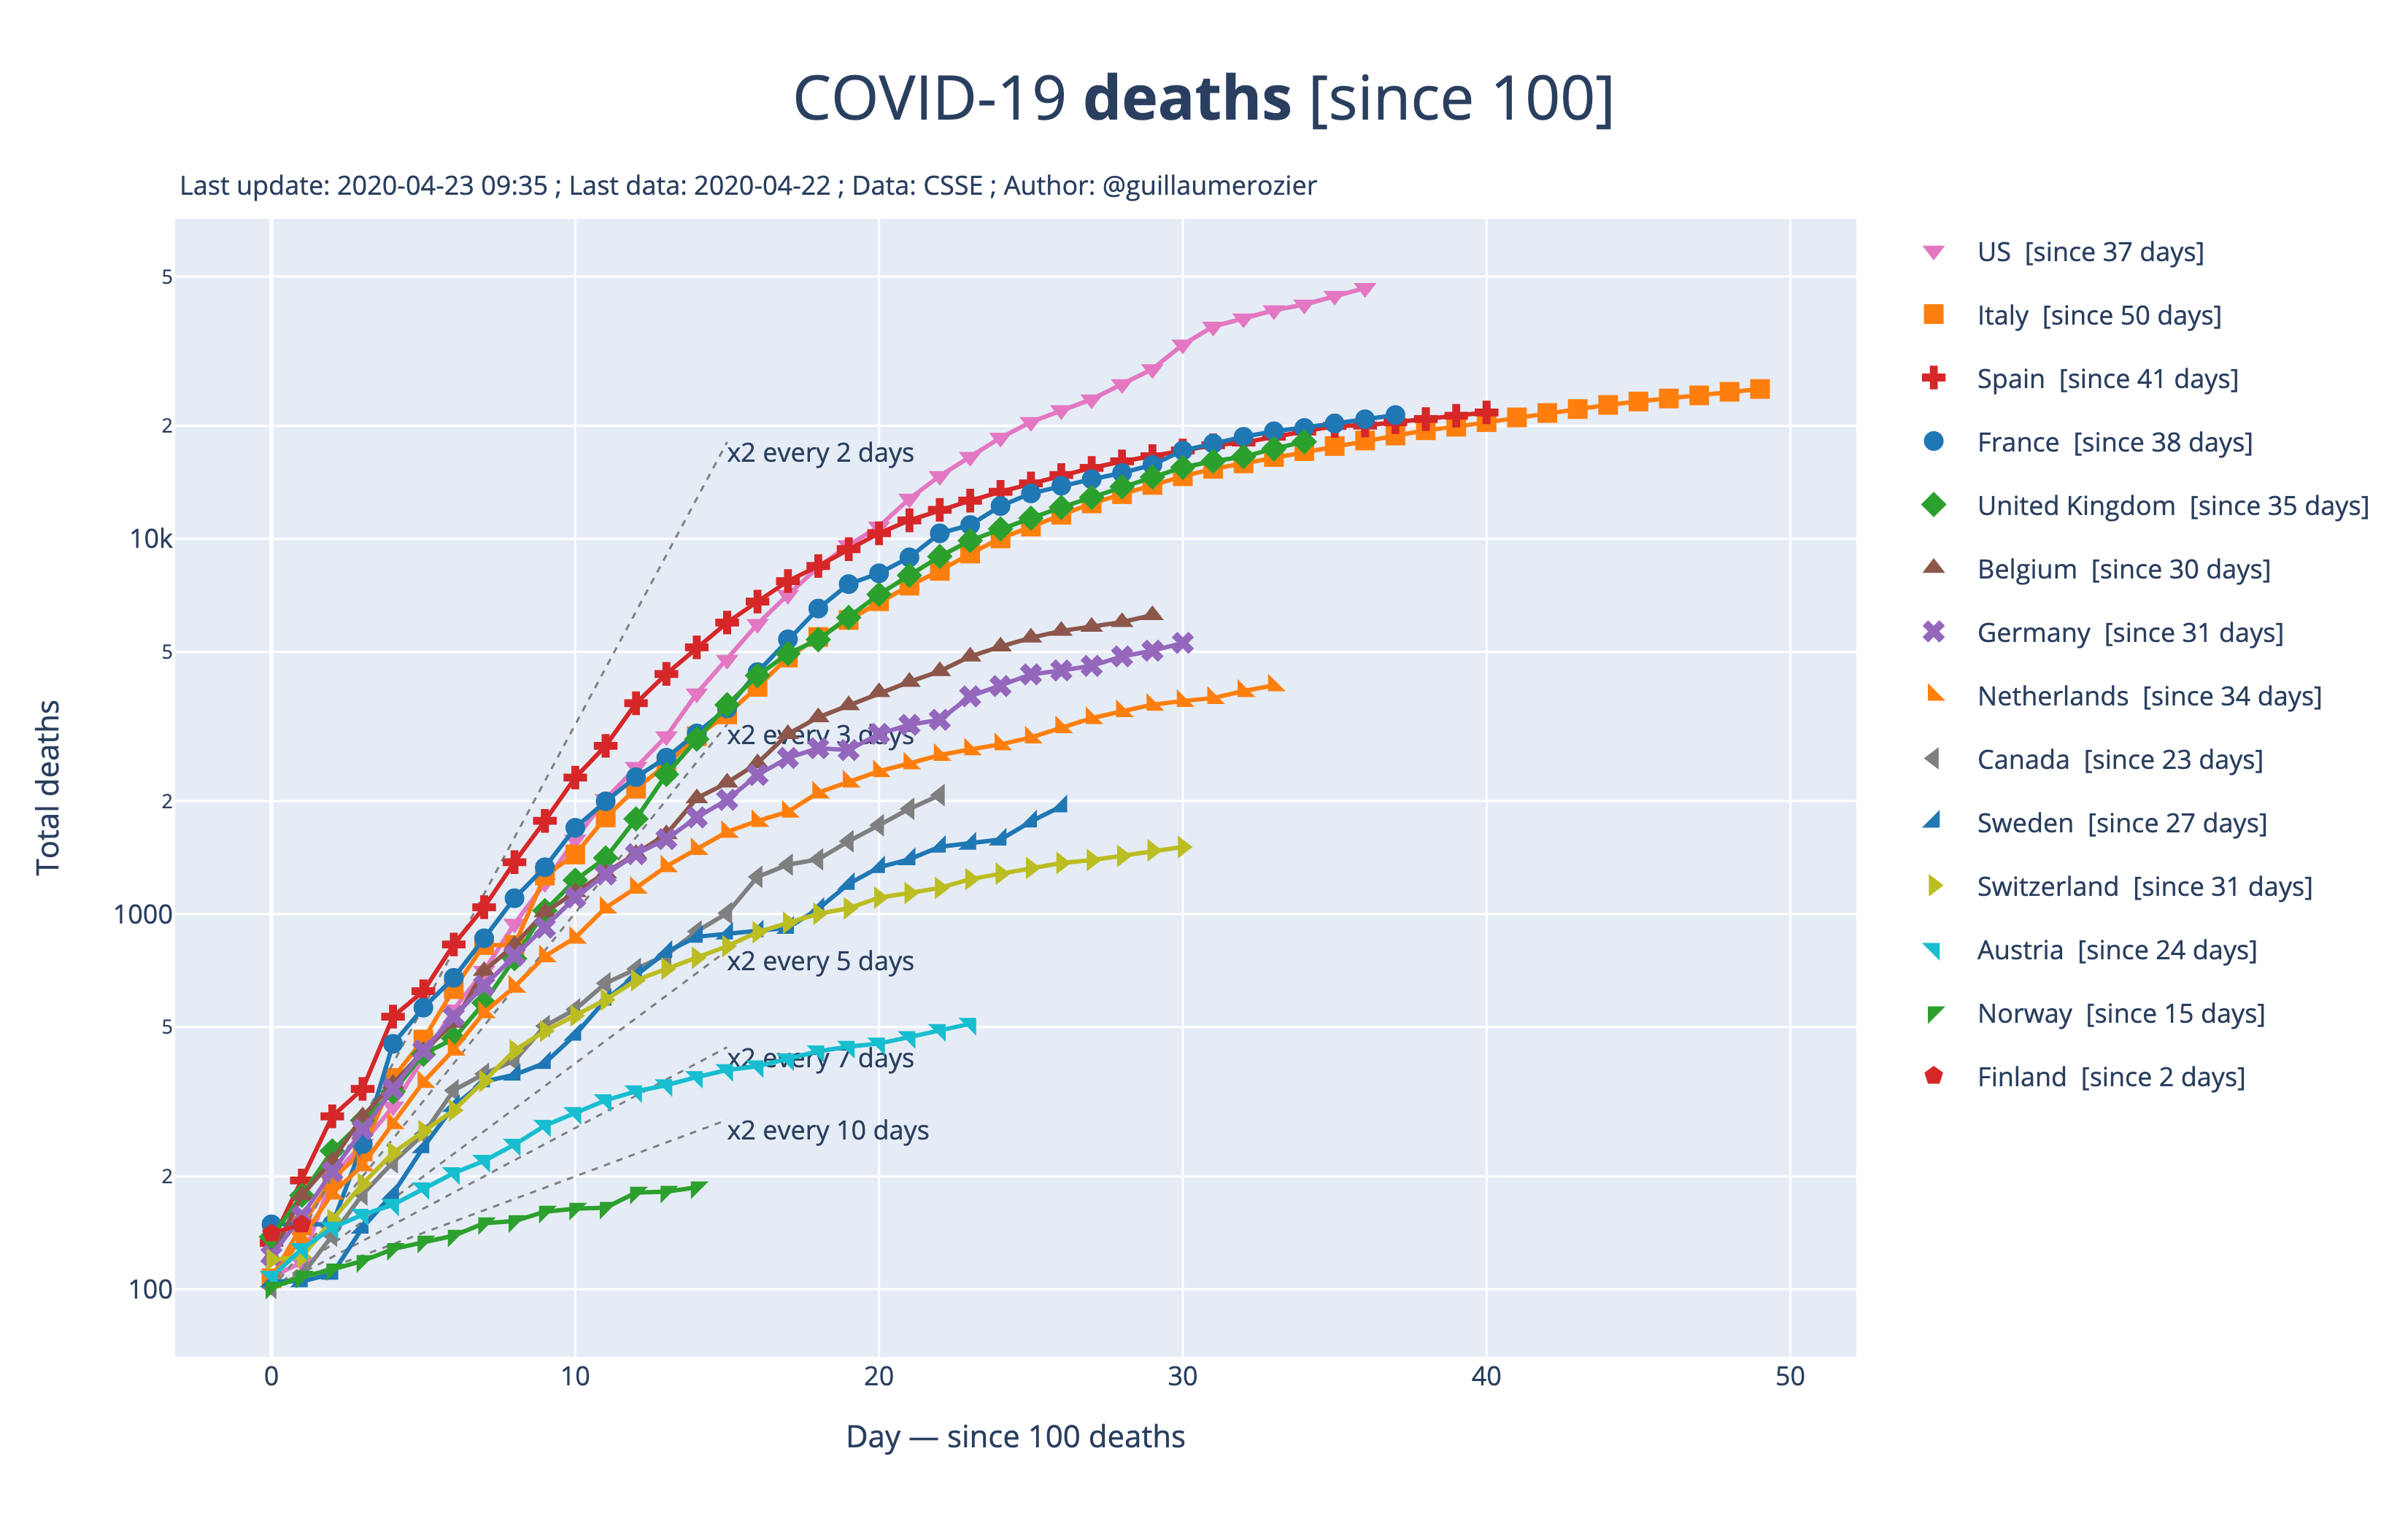 COVID-19 deaths [since 100]
Last update: 2020-04-23 09:35 ; Last data: 2020-04-22 ; Data: CSSE ; Author: @guillaumerozier
Total deaths
5
2
10k
5
2
1000
5
2
100
x2 every 2 days
x2 every 3 days
x2 every 5 days
x2 every 7 days
x2 every 10 days
0
10
20
30
40
50
Day — since 100 deaths
US [since 37 days]
Italy [since 50 days]
Spain [since 41 days]
France [since 38 days]
United Kingdom [since 35 days]
Belgium [since 30 days]
Germany [since 31 days]
Netherlands [since 34 days]
Canada [since 23 days]
Sweden [since 27 days]
Switzerland [since 31 days]
Austria [since 24 days]
Norway [since 15 days]
Finland [since 2 days]